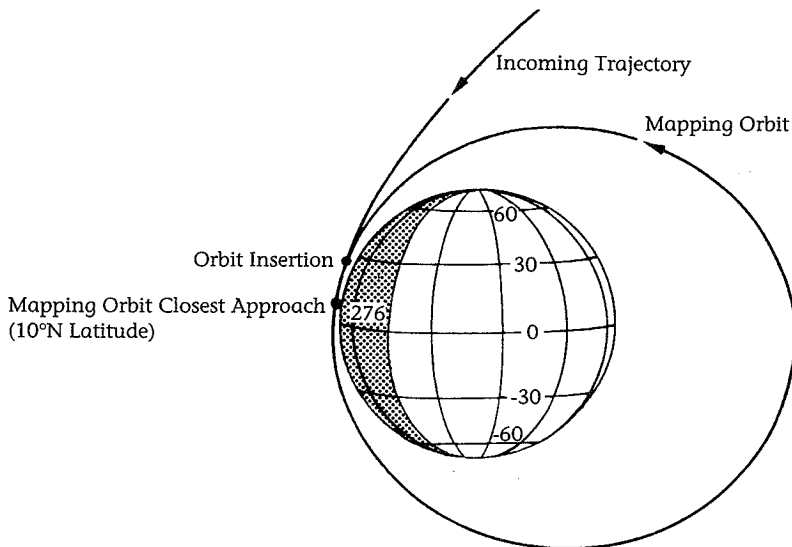 Incoming Trajectory
Mapping Orbit
60
Orbit Insertion
30
Mapping Orbit Closest Approach
(10°N Latitude)
276
0
-30
-60